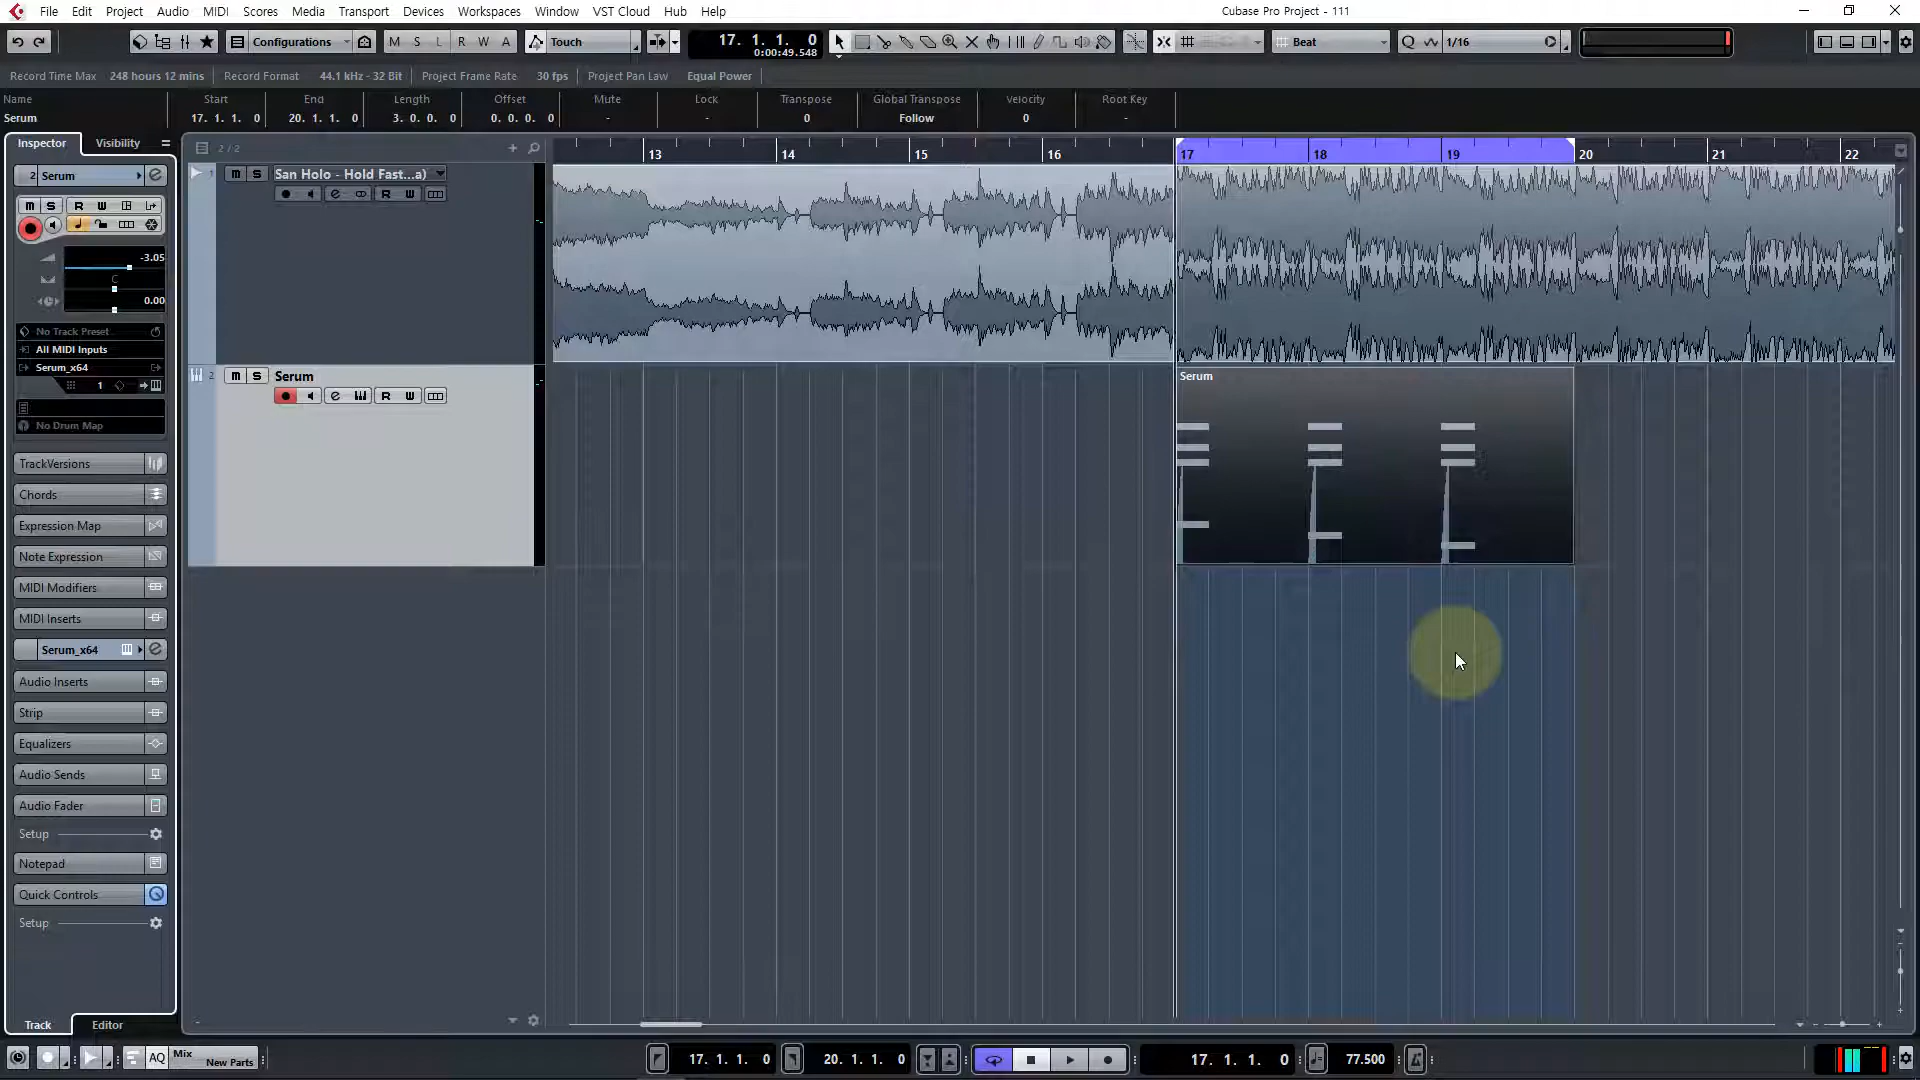 File Edit Project Audio MIDI Scores Media Transport Devices Workspaces Window VST Cloud Hub Help
Cubase Pro Project - 111
Configurations M S L R W A Touch
17. 1. 1. 0
0:00:49.548
Beat Q 1/16
Record Time Max 248 hours 12 mins Record Format 44.1 kHz - 32 Bit Project Frame Rate 30 fps Project Pan Law Equal Power
Name Start End Length Offset Mute Lock Transpose Global Transpose Velocity Root Key
Serum 17. 1. 1. 0 20. 1. 1. 0 3. 0. 0. 0 0. 0. 0. 0 - - 0 Follow 0 -
Inspector Visibility
2/2
13 14 15 16 17 18 19 20 21 22
2 Serum
M S R W
-3.05
C
0.00
No Track Preset
All MIDI Inputs
Serum_x64
1
No Drum Map
TrackVersions
Chords
Expression Map
Note Expression
MIDI Modifiers
MIDI Inserts
Serum_x64
Audio Inserts
Strip
Equalizers
Audio Sends
Audio Fader
Setup
Notepad
Quick Controls
Setup
Track Editor
1 m S San Holo - Hold Fast...a)
R W
2 m S Serum
R W
Serum
AQ Mix
New Parts
17. 1. 1. 0 20. 1. 1. 0 17. 1. 1. 0 77.500